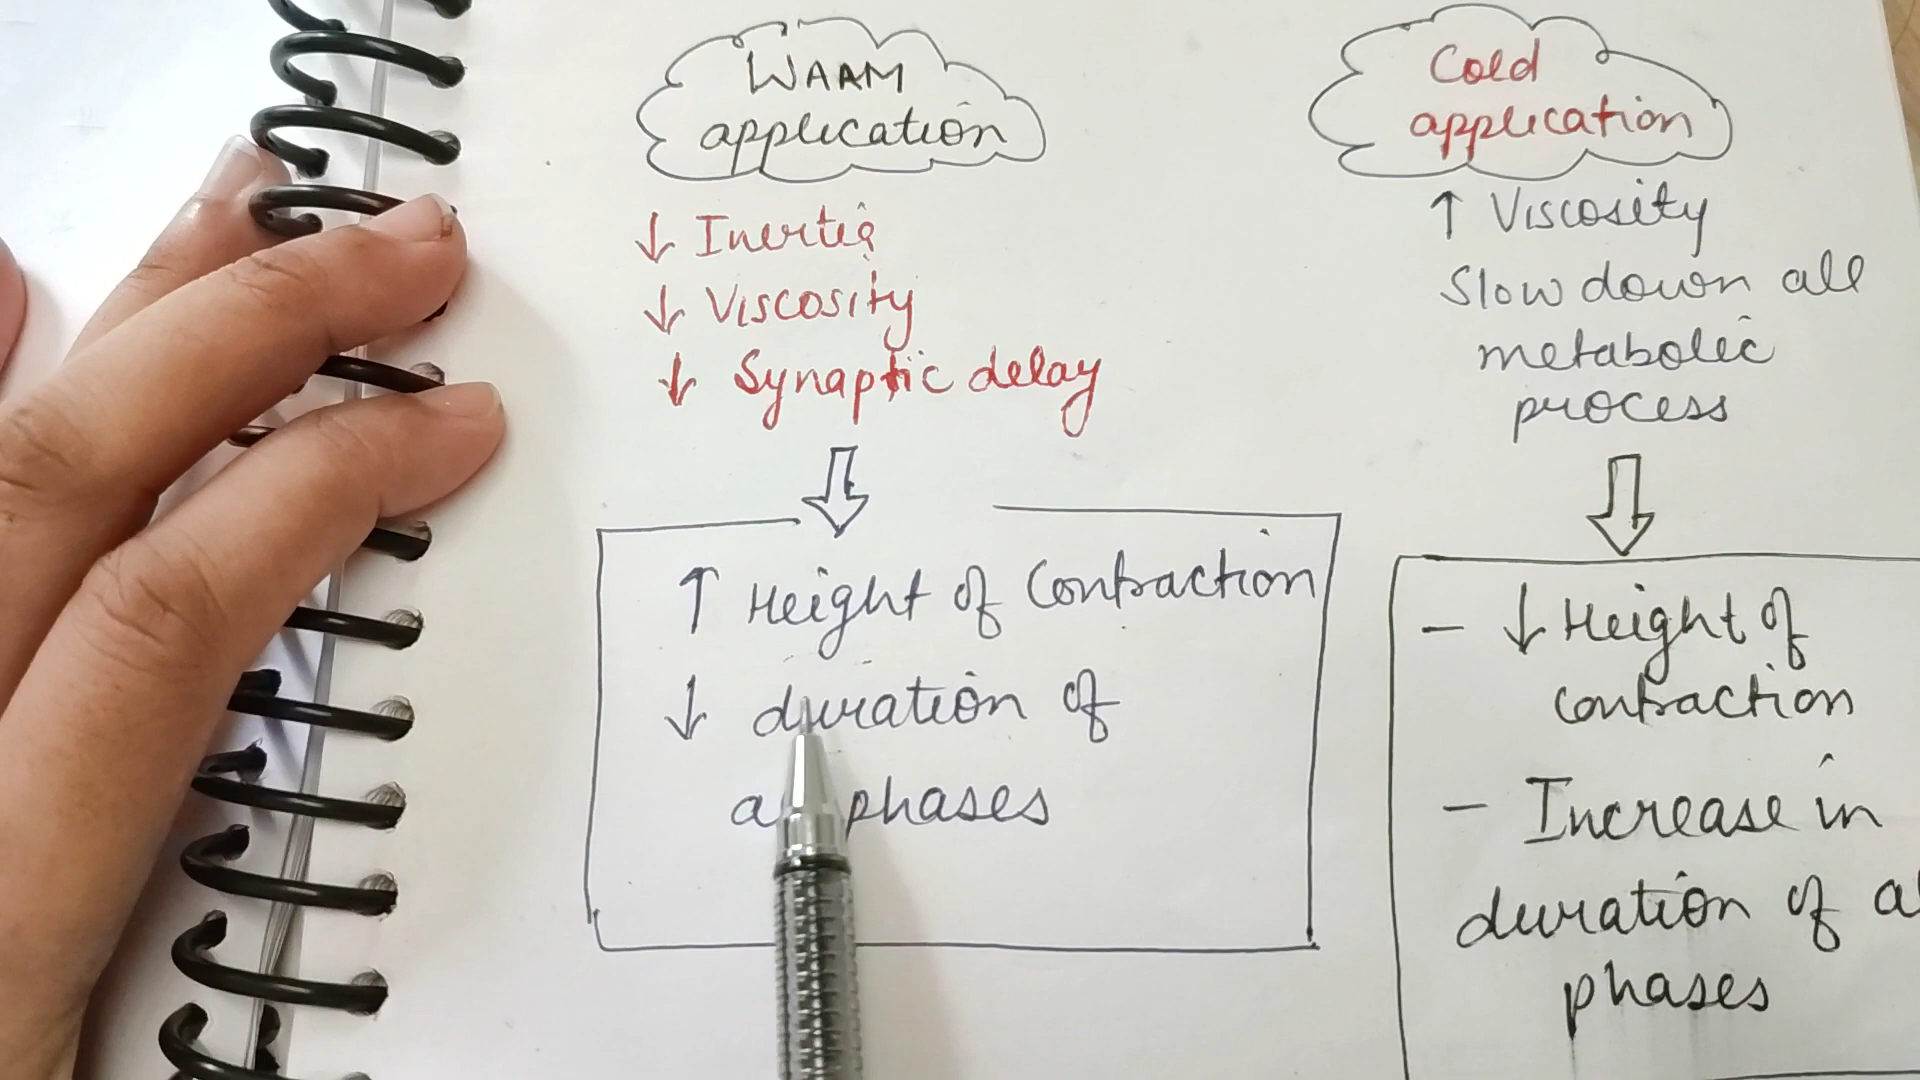 WARM
application
↓ Inertia
↓ Viscosity
↓ Synaptic delay
↑ Height of Contraction
↓ duration of
phases
Cold
application
↑ Viscosity
Slow down all
metabolic
process
- ↓ Height of
contraction
- Increase in
duration of
phases